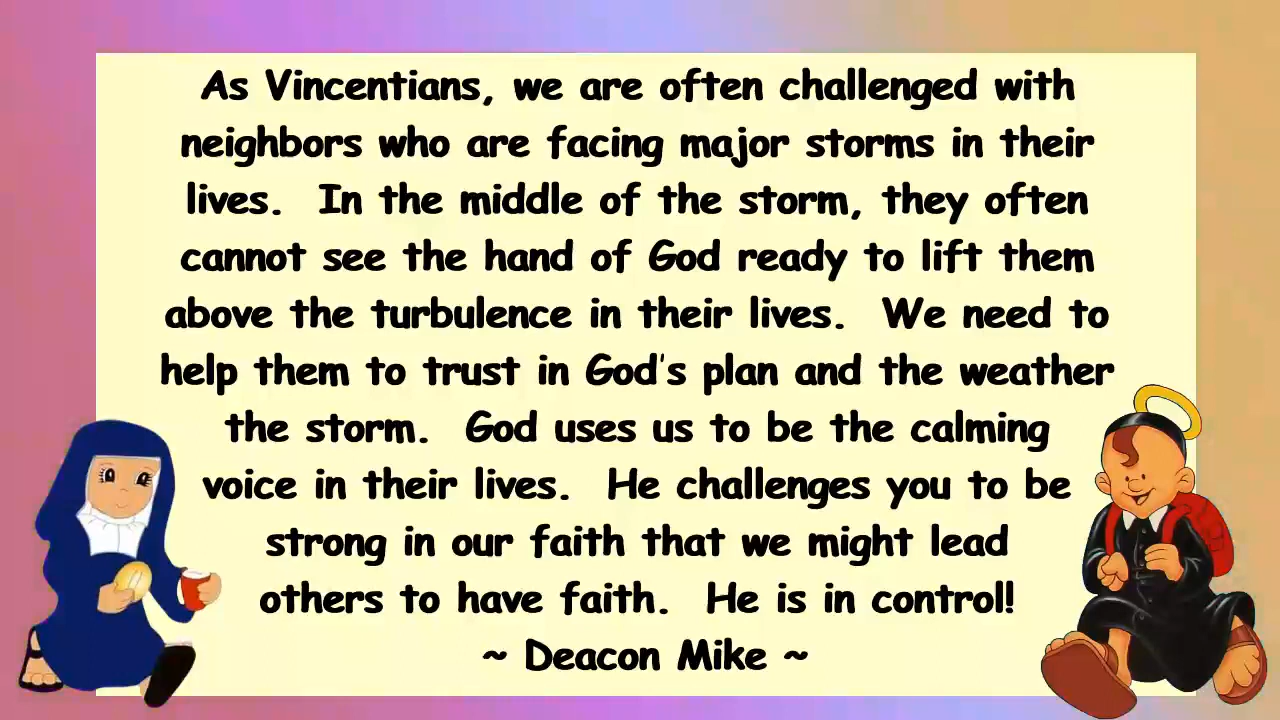 As Vincentians, we are often challenged with
neighbors who are facing major storms in their
lives.  In the middle of the storm, they often
cannot see the hand of God ready to lift them
above the turbulence in their lives.  We need to
help them to trust in God's plan and the weather
the storm.  God uses us to be the calming
voice in their lives.  He challenges you to be
strong in our faith that we might lead
others to have faith.  He is in control!
~ Deacon Mike ~